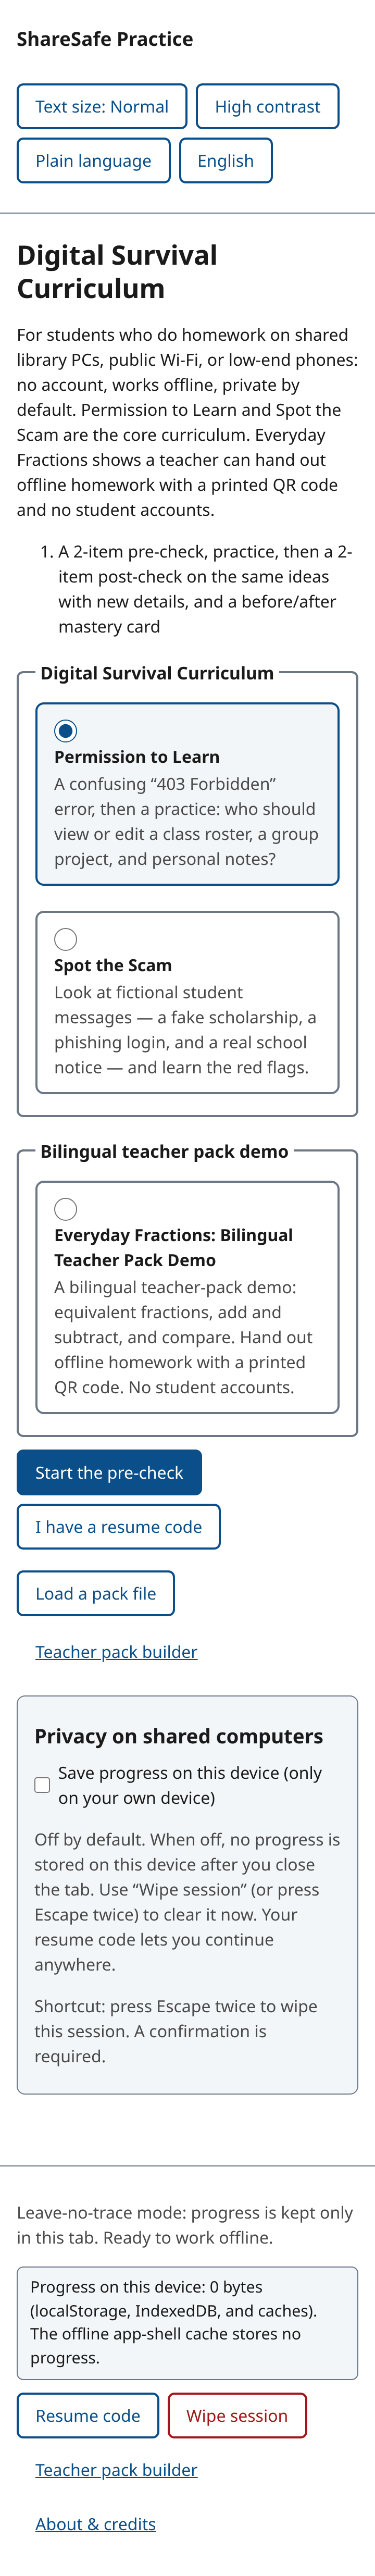 ShareSafe Practice
Text size: Normal
High contrast
Plain language
English
Digital Survival
Curriculum
For students who do homework on shared
library PCs, public Wi-Fi, or low-end phones:
no account, works offline, private by
default. Permission to Learn and Spot the
Scam are the core curriculum. Everyday
Fractions shows a teacher can hand out
offline homework with a printed QR code
and no student accounts.
1. A 2-item pre-check, practice, then a 2-
item post-check on the same ideas
with new details, and a before/after
mastery card
Digital Survival Curriculum
Permission to Learn
A confusing “403 Forbidden”
error, then a practice: who should
view or edit a class roster, a group
project, and personal notes?
Spot the Scam
Look at fictional student
messages — a fake scholarship, a
phishing login, and a real school
notice — and learn the red flags.
Bilingual teacher pack demo
Everyday Fractions: Bilingual
Teacher Pack Demo
A bilingual teacher-pack demo:
equivalent fractions, add and
subtract, and compare. Hand out
offline homework with a printed
QR code. No student accounts.
Start the pre-check
I have a resume code
Load a pack file
Teacher pack builder
Privacy on shared computers
Save progress on this device (only
on your own device)
Off by default. When off, no progress is
stored on this device after you close
the tab. Use “Wipe session” (or press
Escape twice) to clear it now. Your
resume code lets you continue
anywhere.
Shortcut: press Escape twice to wipe
this session. A confirmation is
required.
Leave-no-trace mode: progress is kept only
in this tab. Ready to work offline.
Progress on this device: 0 bytes
(localStorage, IndexedDB, and caches).
The offline app-shell cache stores no
progress.
Resume code
Wipe session
Teacher pack builder
About & credits